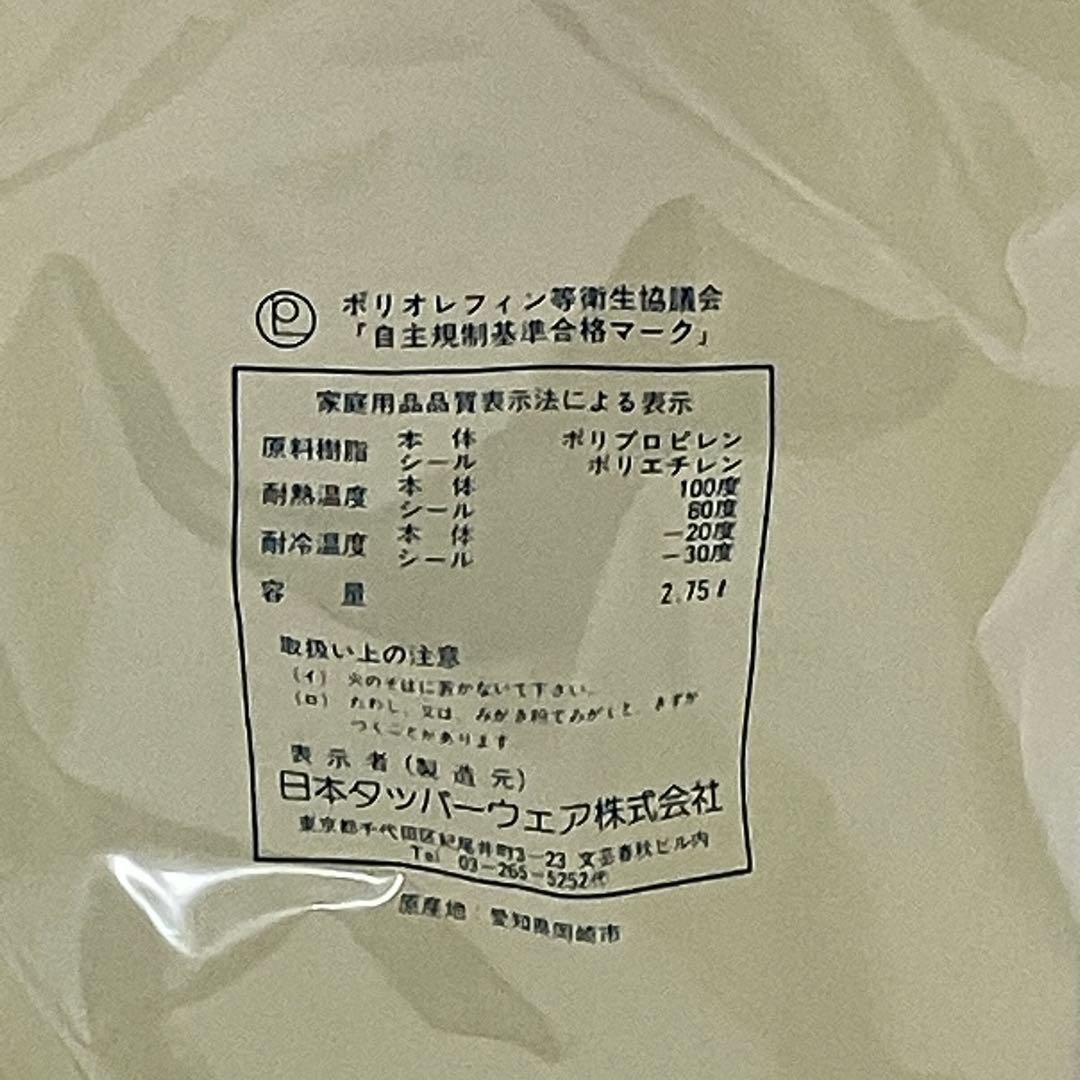 ポリオレフィン等衛生協議会
「自主規制基準合格マーク」
家庭用品品質表示法による表示
原料樹脂 本体 ポリプロピレン
シール ポリエチレン
耐熱温度 本体 100度
シール 60度
耐冷温度 本体 −20度
シール −30度
容量 2.75ℓ
取扱い上の注意
(イ) 火のそばに置かないで下さい。
(ロ) たわし、又は、みがき粉でみがくと、きずが
つくことがあります
表示者(製造元)
日本タッパーウェア株式会社
東京都千代田区紀尾井町3−23 文芸春秋ビル内
Tel 03−265−5252代
原産地:愛知県岡崎市